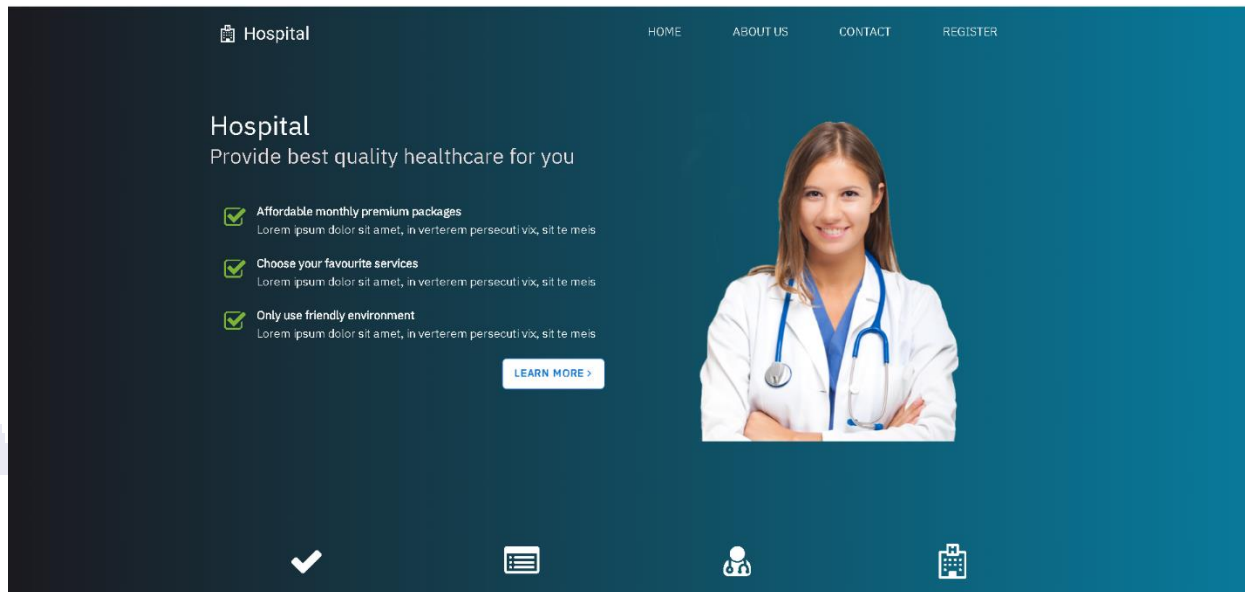 Hospital
HOME
ABOUT US
CONTACT
REGISTER
Hospital
Provide best quality healthcare for you
Affordable monthly premium packages
Lorem ipsum dolor sit amet, in verterem persecuti vix, sit te meis
Choose your favourite services
Lorem ipsum dolor sit amet, in verterem persecuti vix, sit te meis
Only use friendly environment
Lorem ipsum dolor sit amet, in verterem persecuti vix, sit te meis
LEARN MORE >